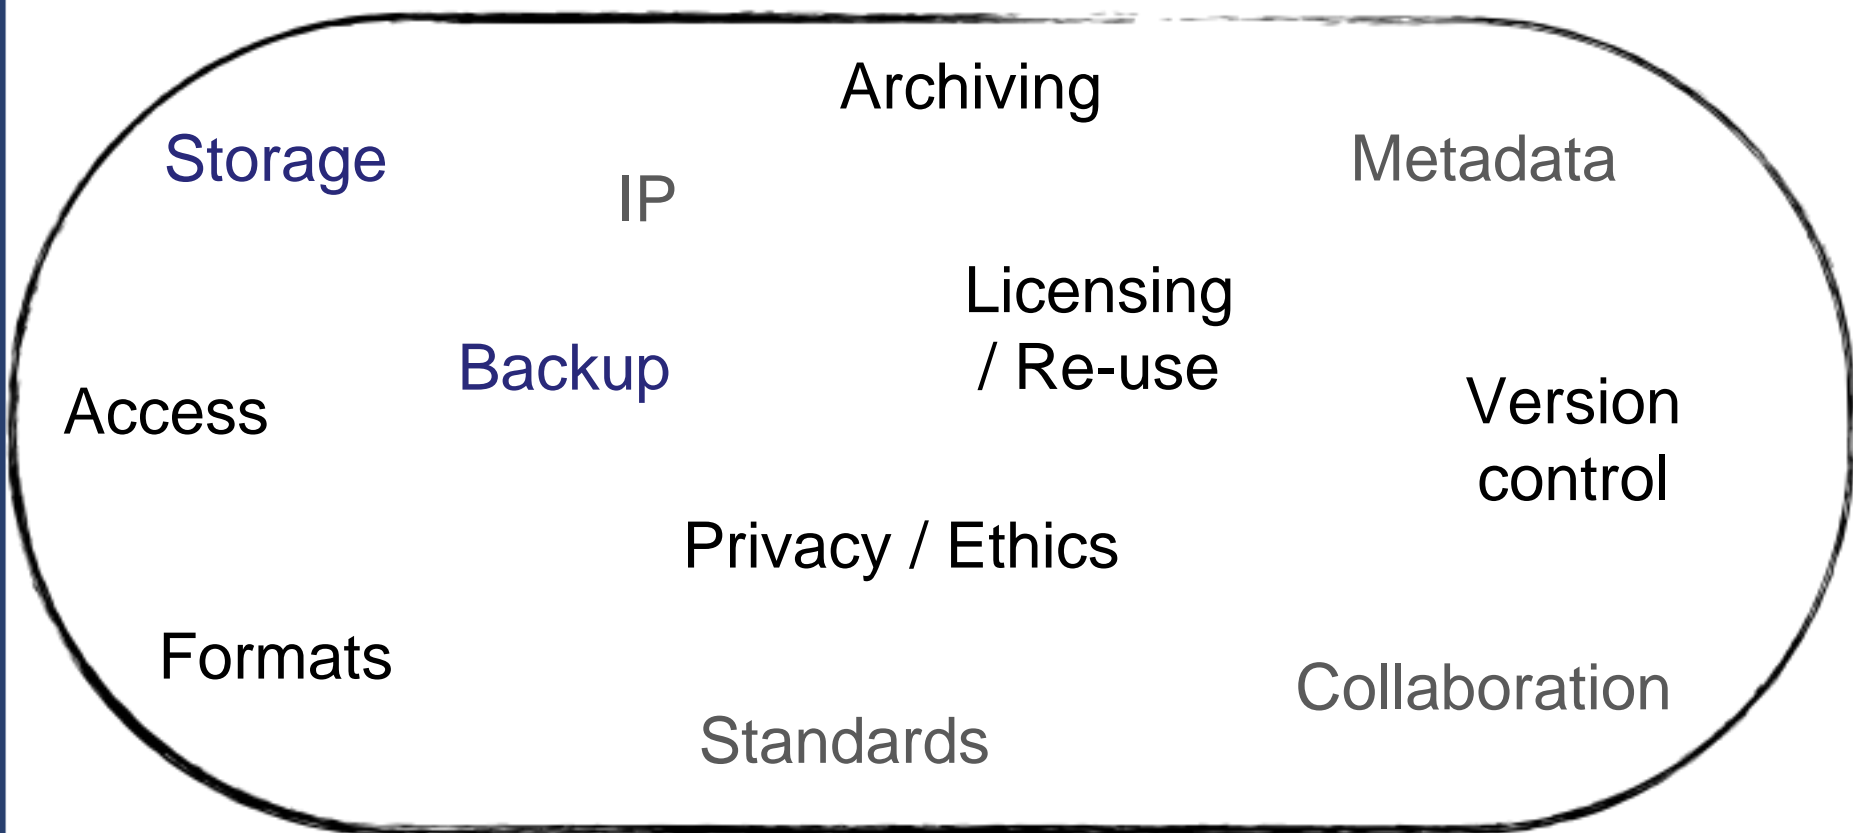 Archiving
Storage
Metadata
IP
Licensing
/ Re-use
Backup
Access
Version
control
Privacy / Ethics
Formats
Collaboration
Standards